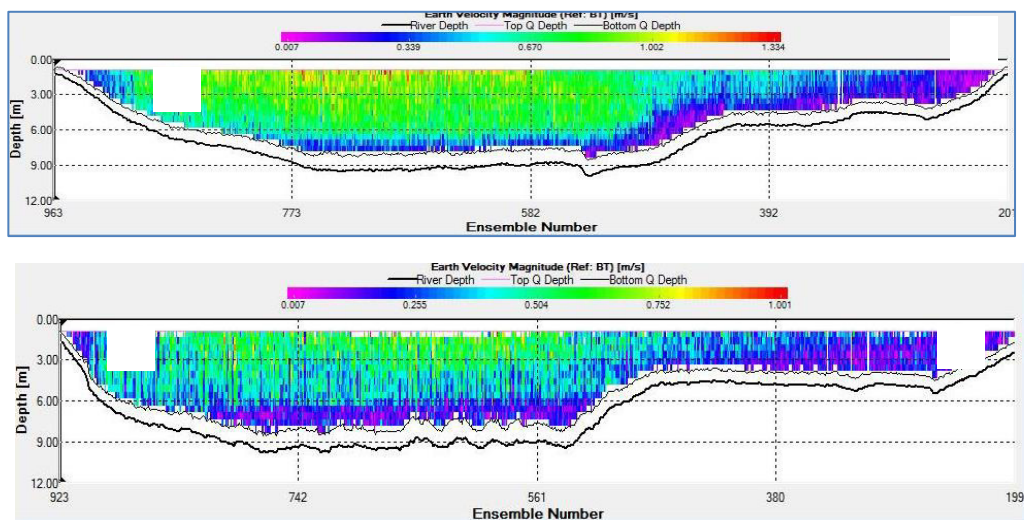 Earth Velocity Magnitude (Ref: BT) [m/s]
River Depth Top Q Depth Bottom Q Depth
0.007 0.339 0.670 1.002 1.334
0.00
3.00
6.00
9.00
12.00
Depth [m]
963 773 582 392 201
Ensemble Number
Earth Velocity Magnitude (Ref: BT) [m/s]
River Depth Top Q Depth Bottom Q Depth
0.007 0.255 0.504 0.752 1.001
0.00
3.00
6.00
9.00
12.00
Depth [m]
923 742 561 380 199
Ensemble Number